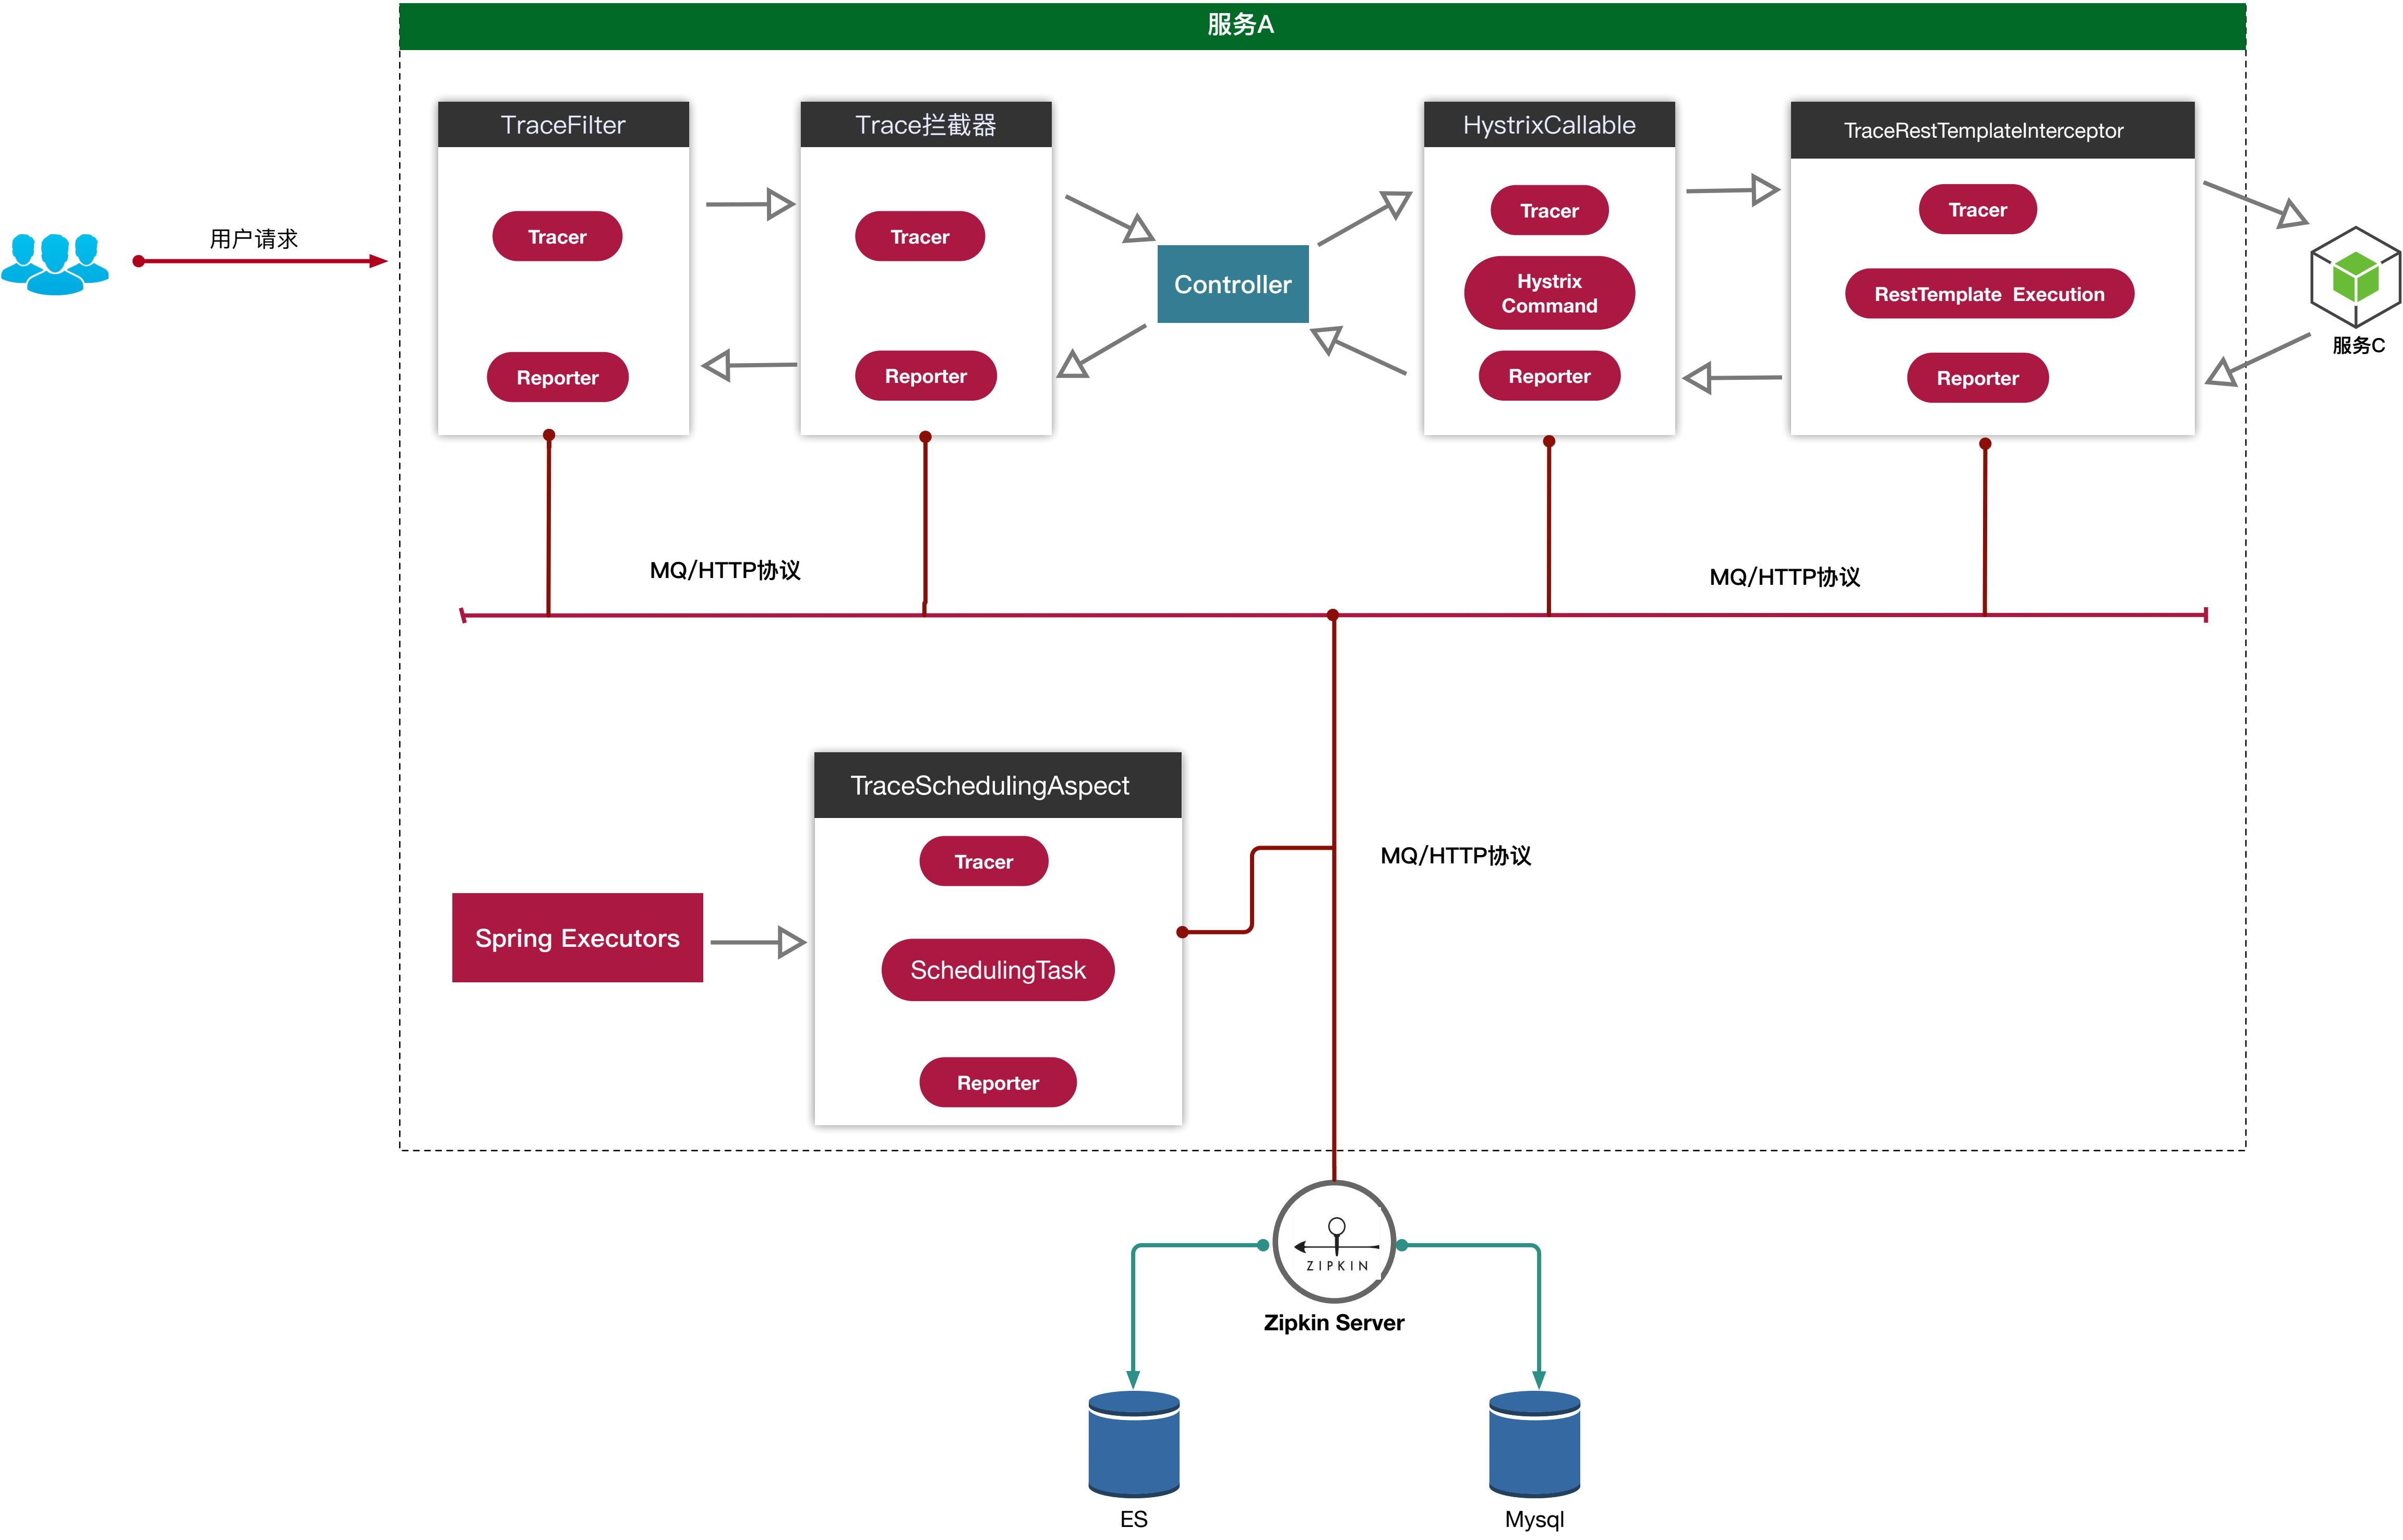 服务A
TraceFilter
Trace拦截器
HystrixCallable
TraceRestTemplateInterceptor
用户请求
Tracer
Reporter
Tracer
Reporter
Controller
Tracer
Hystrix
Command
Reporter
Tracer
RestTemplate Execution
Reporter
服务C
MQ/HTTP协议
MQ/HTTP协议
TraceSchedulingAspect
Tracer
SchedulingTask
Reporter
Spring Executors
MQ/HTTP协议
ZIPKIN
Zipkin Server
ES
Mysql